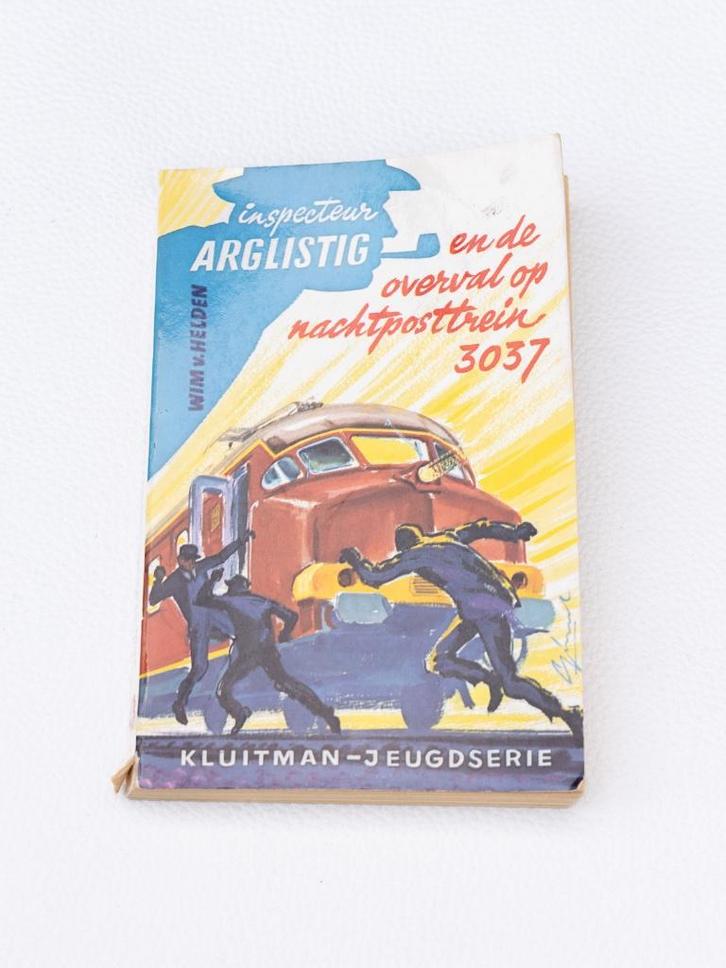 inspecteur
ARGLISTIG
en de
overval op
nachtposttrein
3037
WIM v. HELDEN
KLUITMAN-JEUGDSERIE